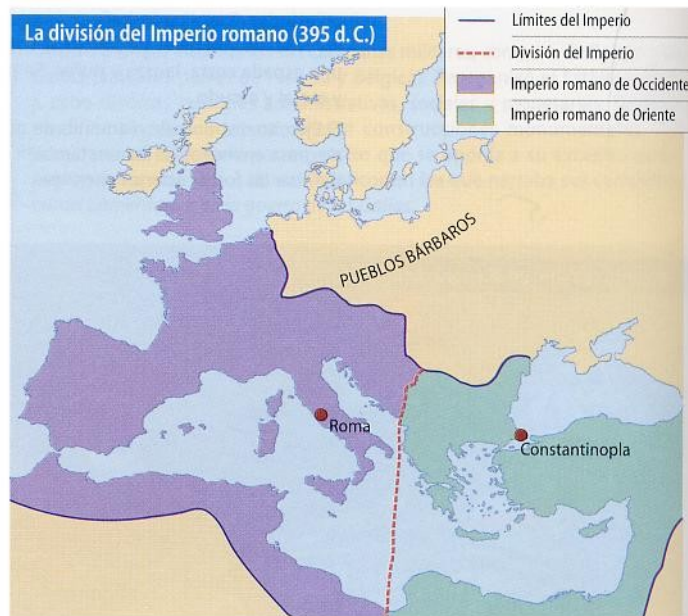 La división del Imperio romano (395 d. C.)
Límites del Imperio
División del Imperio
Imperio romano de Occidente
Imperio romano de Oriente
PUEBLOS BÁRBAROS
Roma
Constantinopla